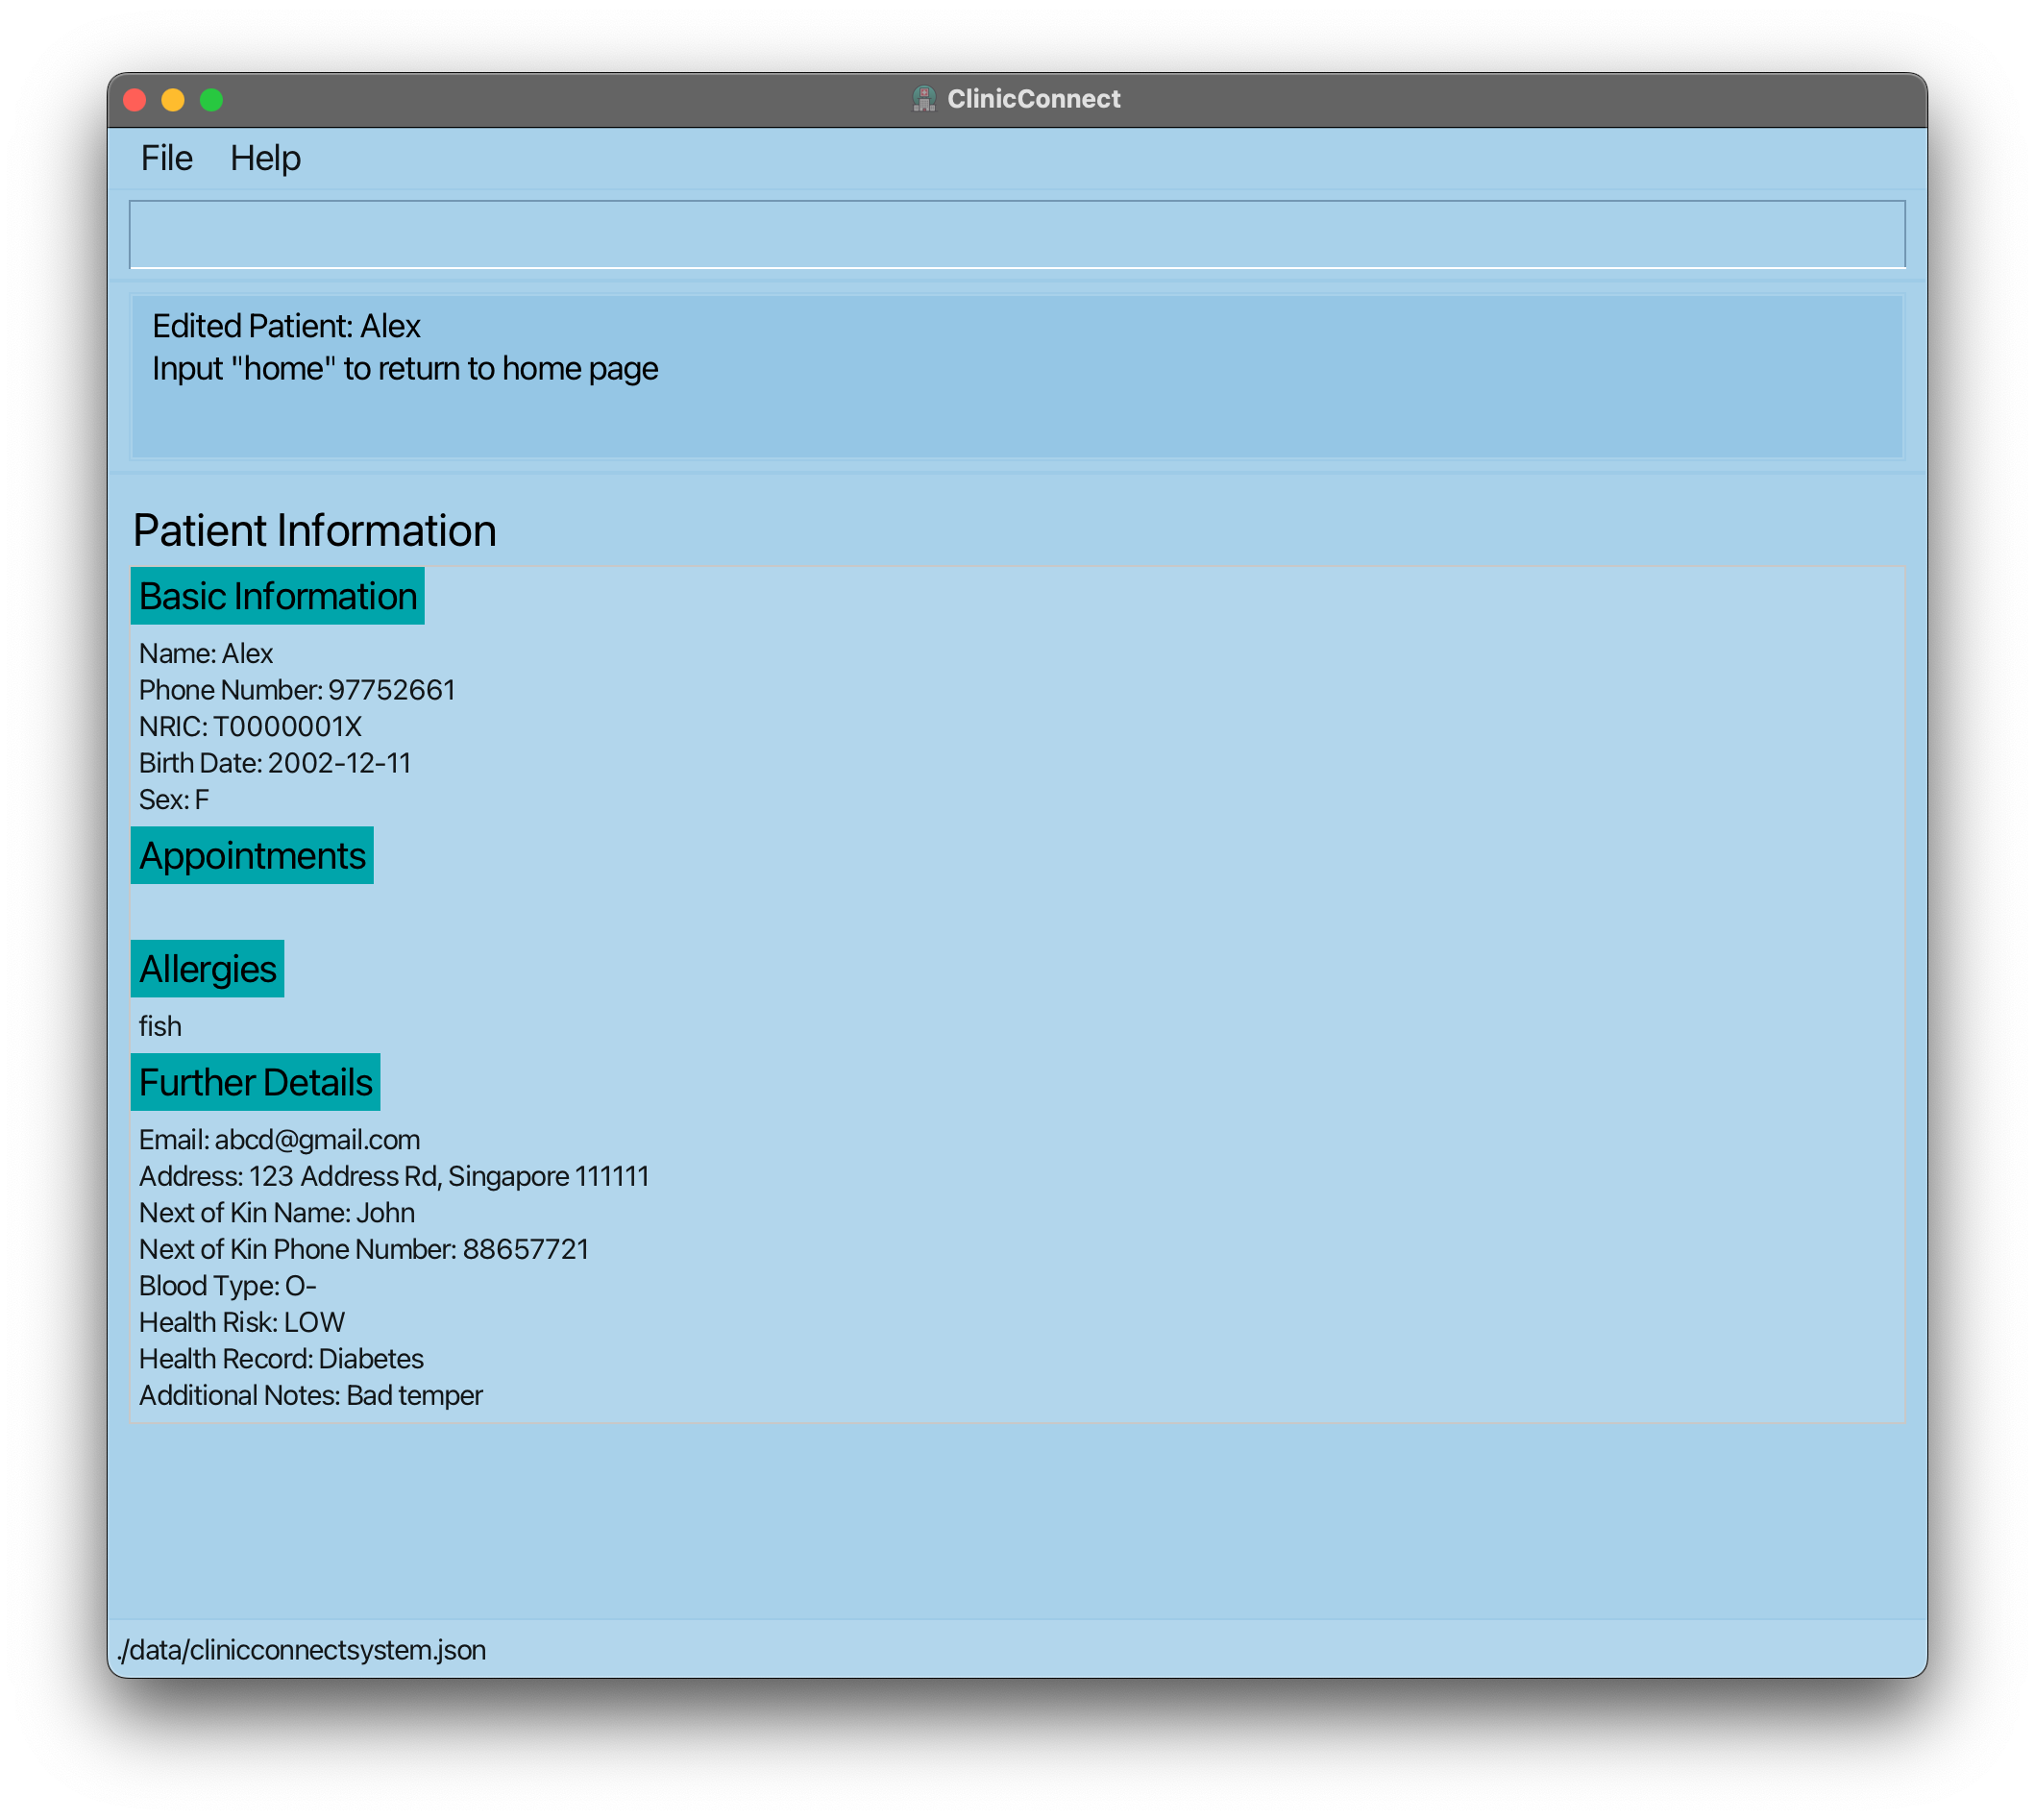 ClinicConnect
File Help
Edited Patient: Alex
Input "home" to return to home page
Patient Information
Basic Information
Name: Alex
Phone Number: 97752661
NRIC: T0000001X
Birth Date: 2002-12-11
Sex: F
Appointments
Allergies
fish
Further Details
Email: abcd@gmail.com
Address: 123 Address Rd, Singapore 111111
Next of Kin Name: John
Next of Kin Phone Number: 88657721
Blood Type: O-
Health Risk: LOW
Health Record: Diabetes
Additional Notes: Bad temper
./data/clinicconnectsystem.json